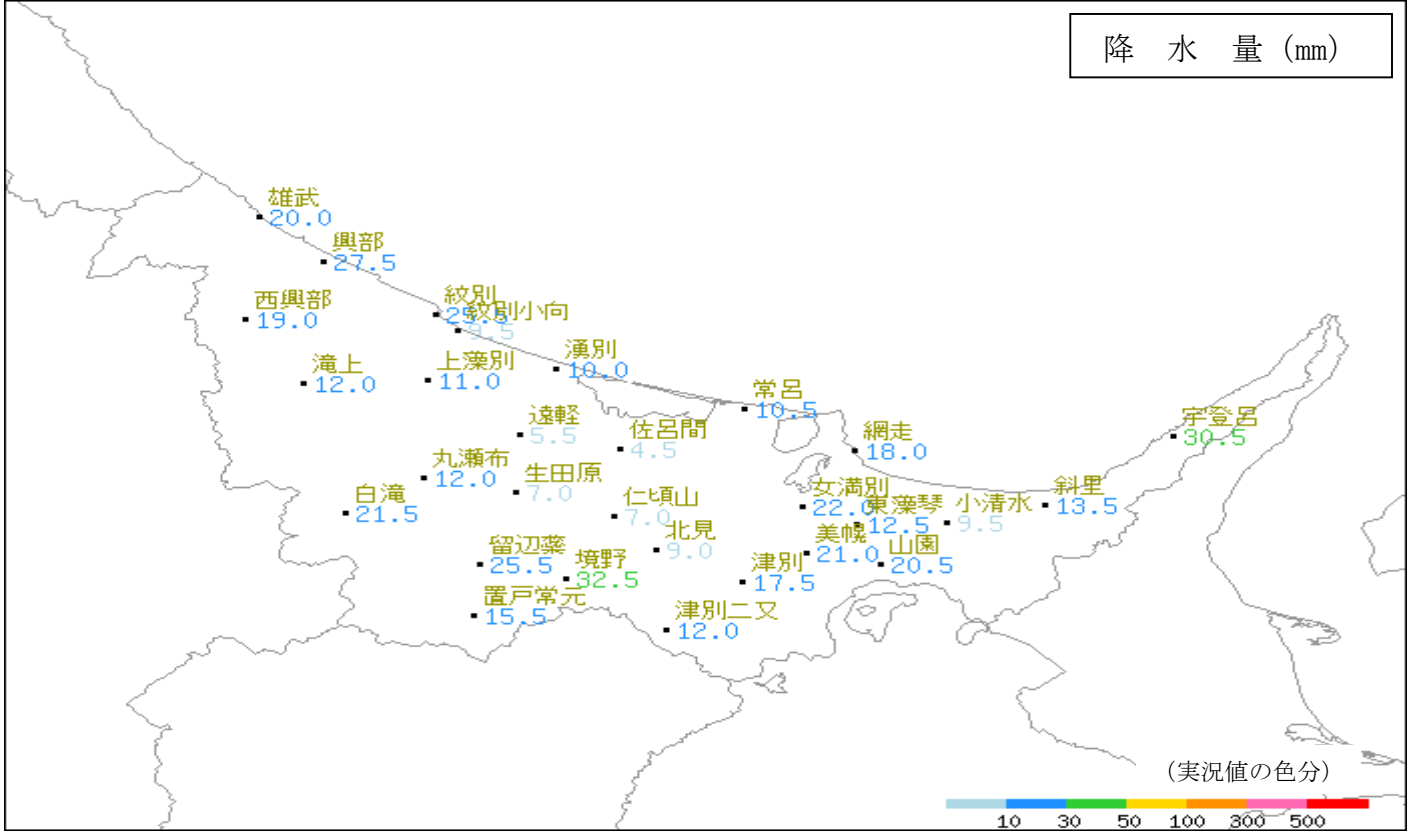 降 水 量 (mm)
雄武
20.0
興部
27.5
西興部
19.0
紋別
25.5
紋別小向
9.5
滝上
12.0
上藻別
11.0
湧別
10.0
常呂
10.5
遠軽
5.5
佐呂間
4.5
網走
18.0
宇登呂
30.5
丸瀬布
12.0
生田原
7.0
白滝
21.5
仁頃山
7.0
女満別
22.0
東藻琴
12.5
小清水
9.5
斜里
13.5
北見
9.0
美幌
21.0
山園
20.5
留辺蘂
25.5
境野
32.5
津別
17.5
置戸常元
15.5
津別二又
12.0
(実況値の色分)
10 30 50 100 300 500